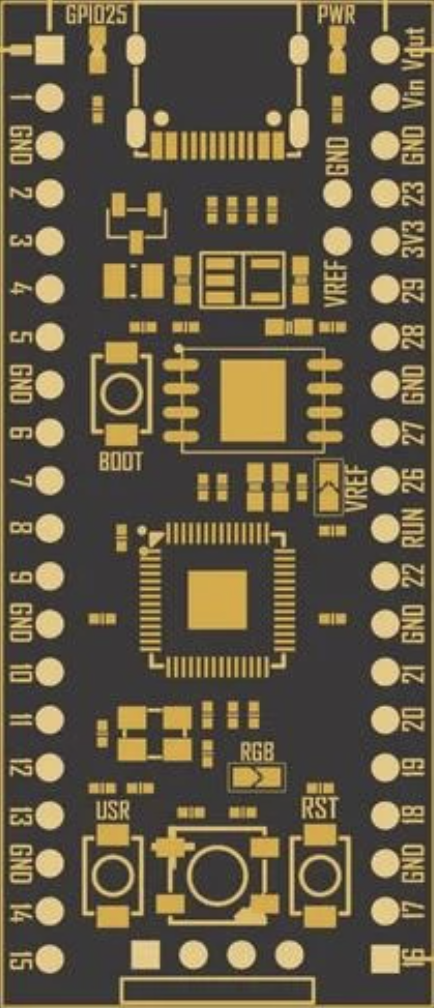 GPIO25
PWR
Vout
1
Vin
GND
GND
GND
2
23
3
3V3
VREF
4
29
5
28
GND
GND
6
27
BOOT
7
26
VREF
8
RUN
9
22
GND
GND
10
21
11
20
RGB
12
19
USR
RST
13
18
GND
GND
14
17
15
16